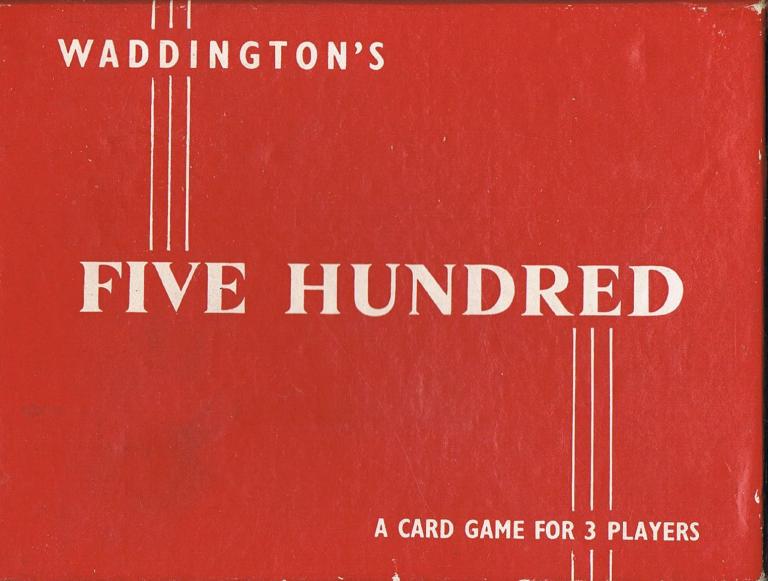 WADDINGTON'S
FIVE HUNDRED
A CARD GAME FOR 3 PLAYERS